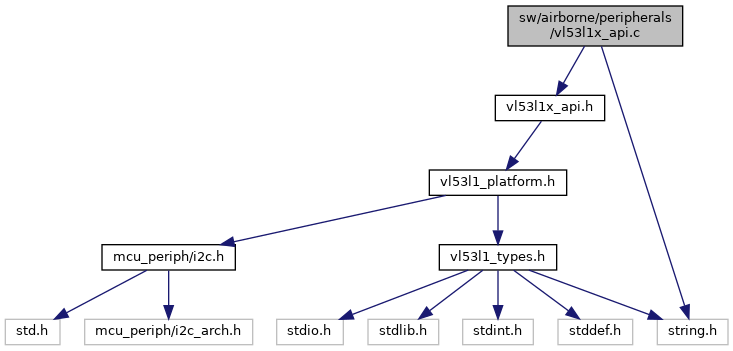 sw/airborne/peripherals
/vl53l1x_api.c
vl53l1x_api.h
vl53l1_platform.h
mcu_periph/i2c.h
vl53l1_types.h
std.h
mcu_periph/i2c_arch.h
stdio.h
stdlib.h
stdint.h
stddef.h
string.h